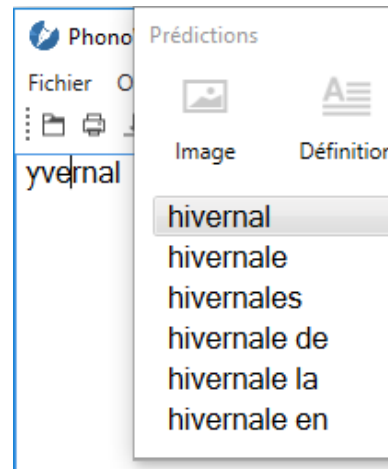 Phono
Prédictions
Fichier O
Image Définition
yvernal
hivernal
hivernale
hivernales
hivernale de
hivernale la
hivernale en